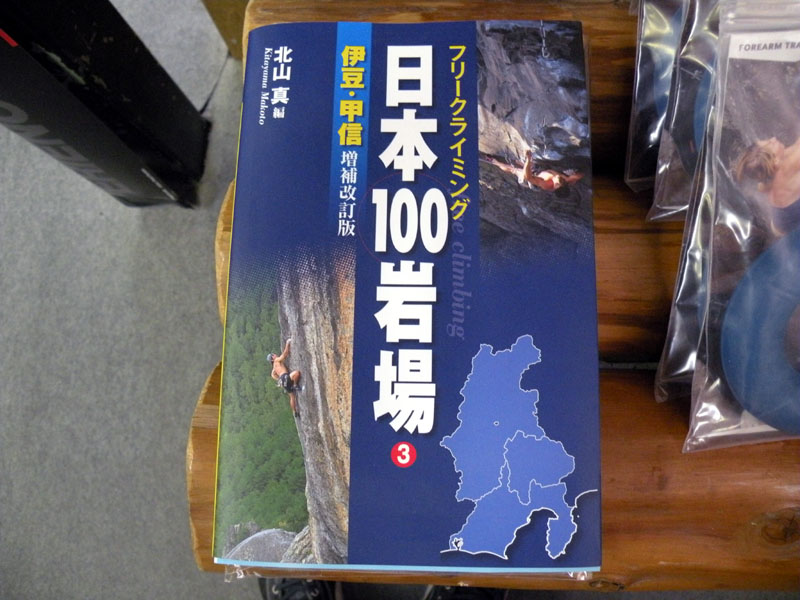 フリークライミング
日本100岩場
3
伊豆・甲信
増補改訂版
北山 真 編
Kitayama Makoto
climbing
FOREARM TRA